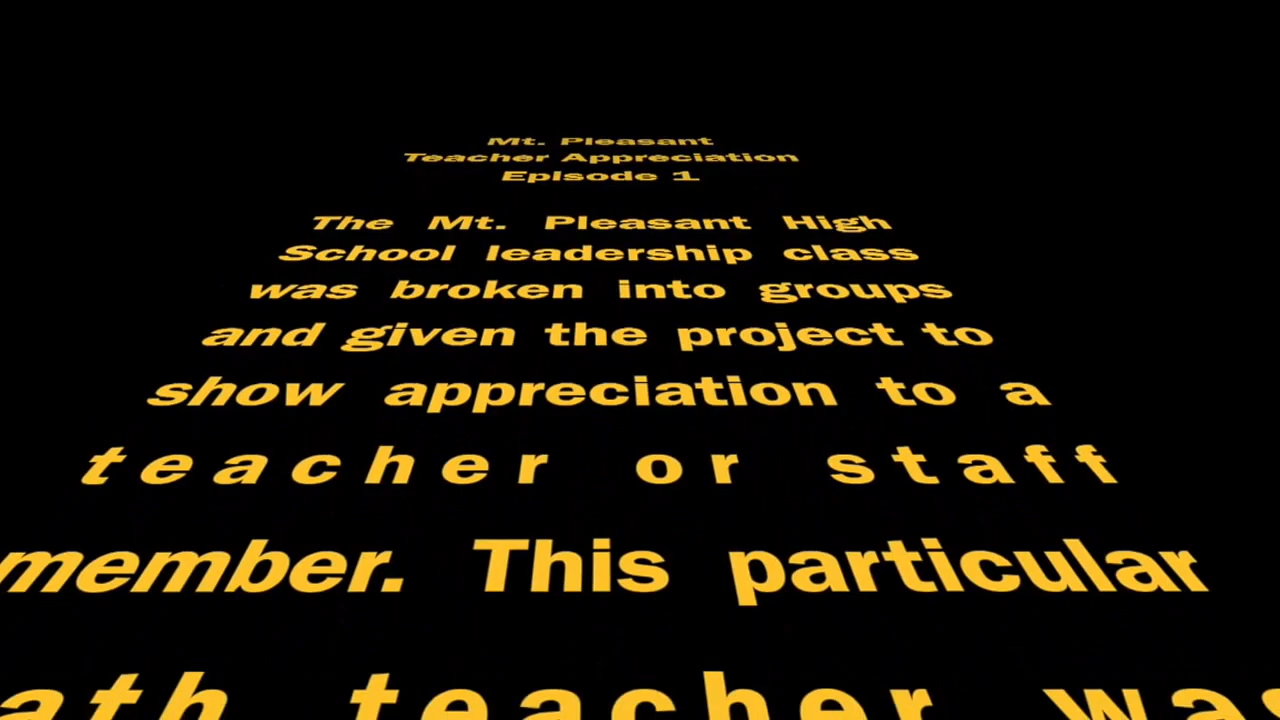 Mt. Pleasant
Teacher Appreciation
Episode 1
The Mt. Pleasant High
School leadership class
was broken into groups
and given the project to
show appreciation to a
teacher or staff
member. This particular
teacher was